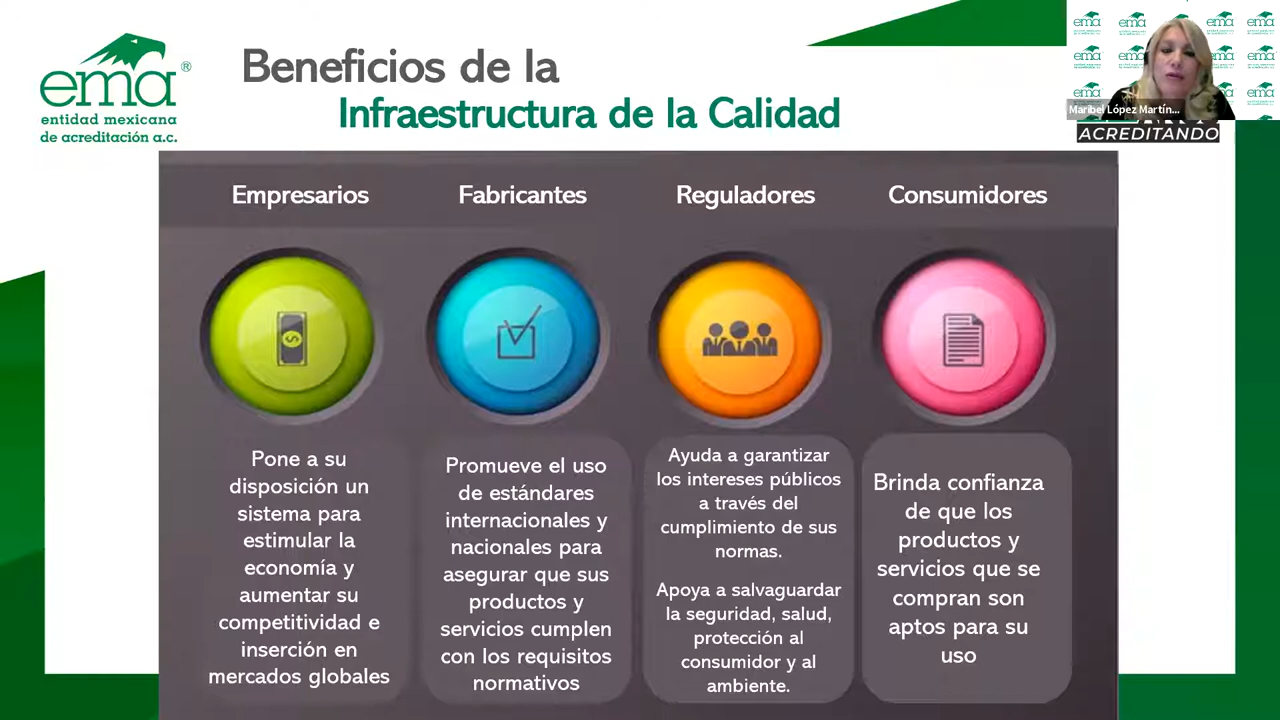 ema®
entidad mexicana
de acreditación a.c.
Beneficios de la
Infraestructura de la Calidad
Maribel López Martín...
ACREDITANDO
Empresarios
Fabricantes
Reguladores
Consumidores
Pone a su
disposición un
sistema para
estimular la
economía y
aumentar su
competitividad e
inserción en
mercados globales
Promueve el uso
de estándares
internacionales y
nacionales para
asegurar que sus
productos y
servicios cumplen
con los requisitos
normativos
Ayuda a garantizar
los intereses públicos
a través del
cumplimiento de sus
normas.
Apoya a salvaguardar
la seguridad, salud,
protección al
consumidor y al
ambiente.
Brinda confianza
de que los
productos y
servicios que se
compran son
aptos para su
uso